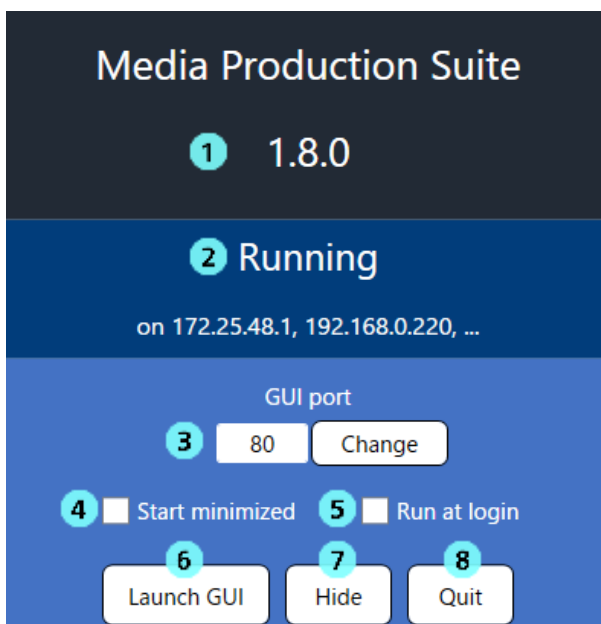 Media Production Suite
1 1.8.0
2 Running
on 172.25.48.1, 192.168.0.220, ...
GUI port
3 80 Change
4 Start minimized 5 Run at login
6 7 8
Launch GUI Hide Quit